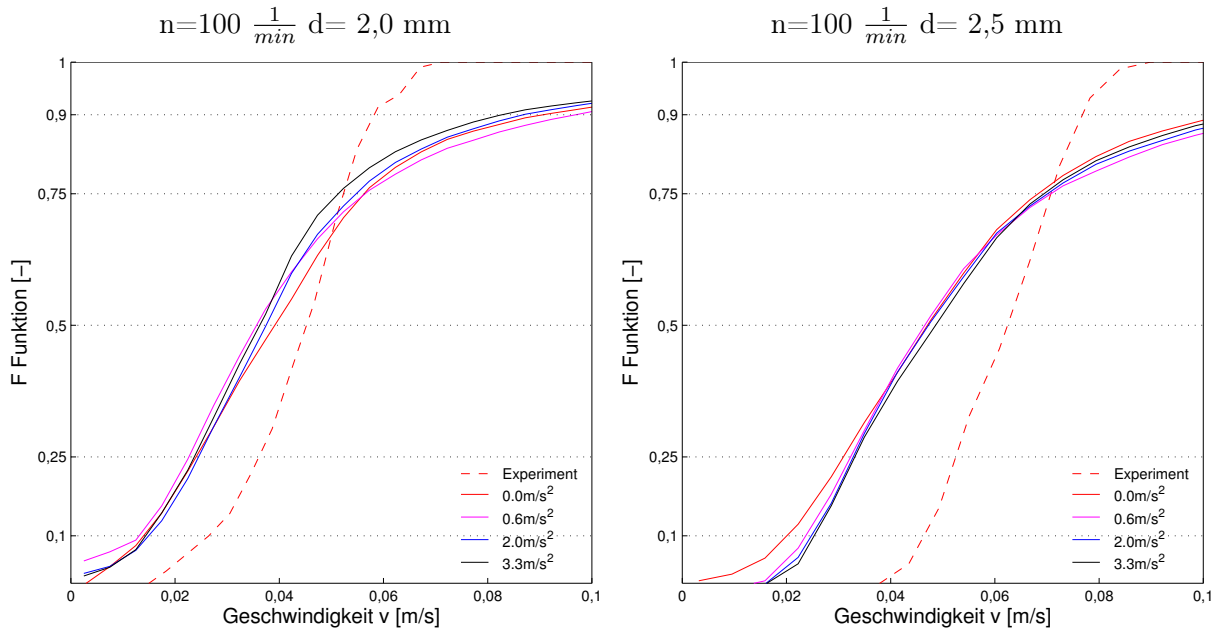 n=100 1/min d= 2,0 mm
1
0,9
0,75
0,5
0,25
0,1
F Funktion [−]
Experiment
0.0m/s²
0.6m/s²
2.0m/s²
3.3m/s²
0
0,02
0,04
0,06
0,08
0,1
Geschwindigkeit v [m/s]
n=100 1/min d= 2,5 mm
1
0,9
0,75
0,5
0,25
0,1
F Funktion [−]
Experiment
0.0m/s²
0.6m/s²
2.0m/s²
3.3m/s²
0
0,02
0,04
0,06
0,08
0,1
Geschwindigkeit v [m/s]